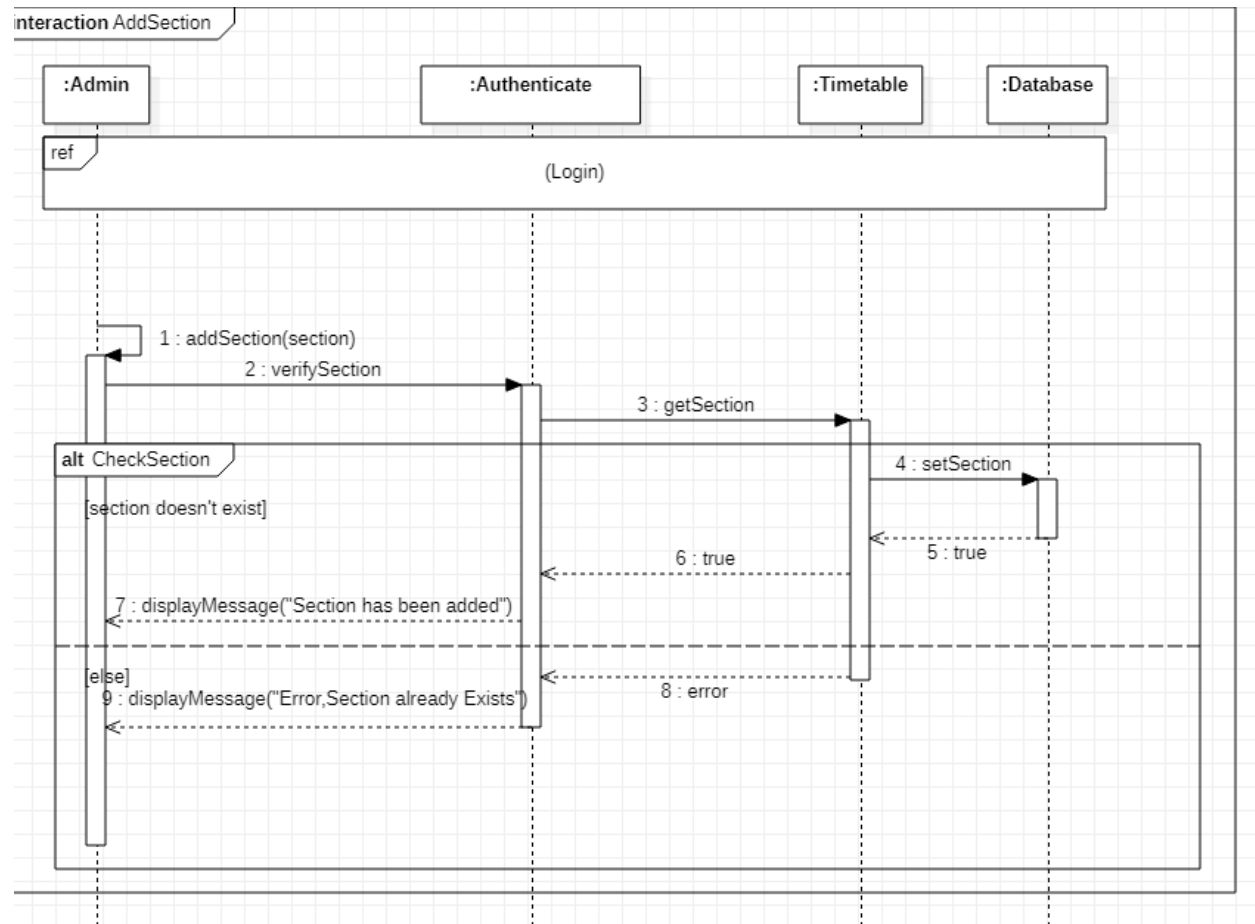 interaction AddSection
:Admin
:Authenticate
:Timetable
:Database
ref
(Login)
1 : addSection(section)
2 : verifySection
3 : getSection
alt CheckSection
4 : setSection
[section doesn't exist]
5 : true
6 : true
7 : displayMessage("Section has been added")
[else]
8 : error
9 : displayMessage("Error,Section already Exists")